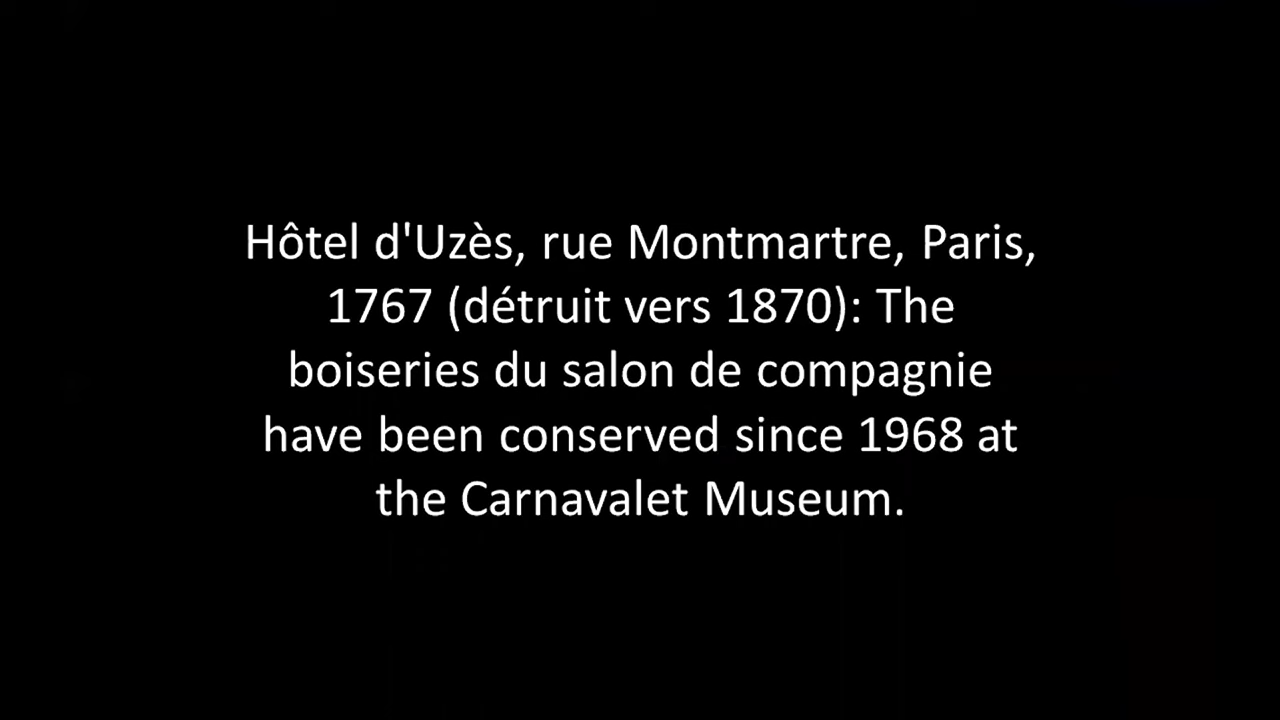 Hôtel d'Uzès, rue Montmartre, Paris,
1767 (détruit vers 1870): The
boiseries du salon de compagnie
have been conserved since 1968 at
the Carnavalet Museum.